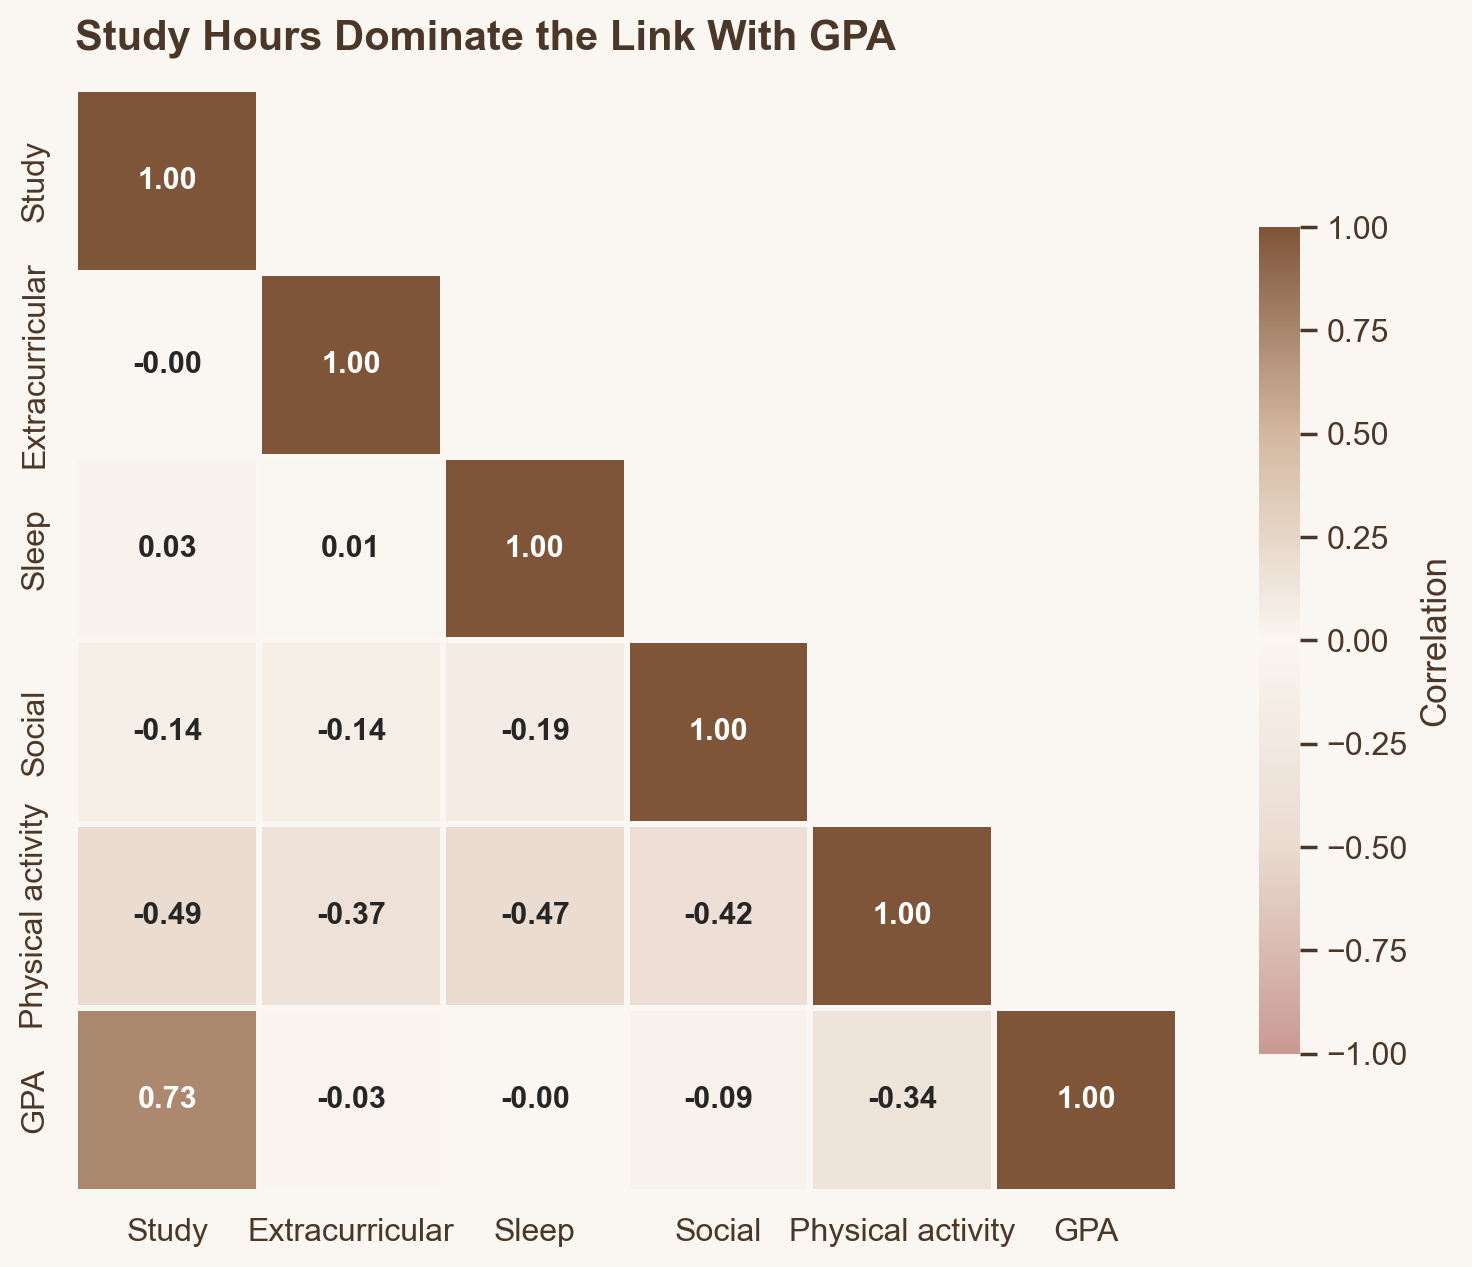 Study Hours Dominate the Link With GPA
Study
1.00
Extracurricular
-0.00 1.00
Sleep
0.03 0.01 1.00
Social
-0.14 -0.14 -0.19 1.00
Physical activity
-0.49 -0.37 -0.47 -0.42 1.00
GPA
0.73 -0.03 -0.00 -0.09 -0.34 1.00
Study Extracurricular Sleep Social Physical activity GPA
1.00
0.75
0.50
0.25
0.00
−0.25
−0.50
−0.75
−1.00
Correlation